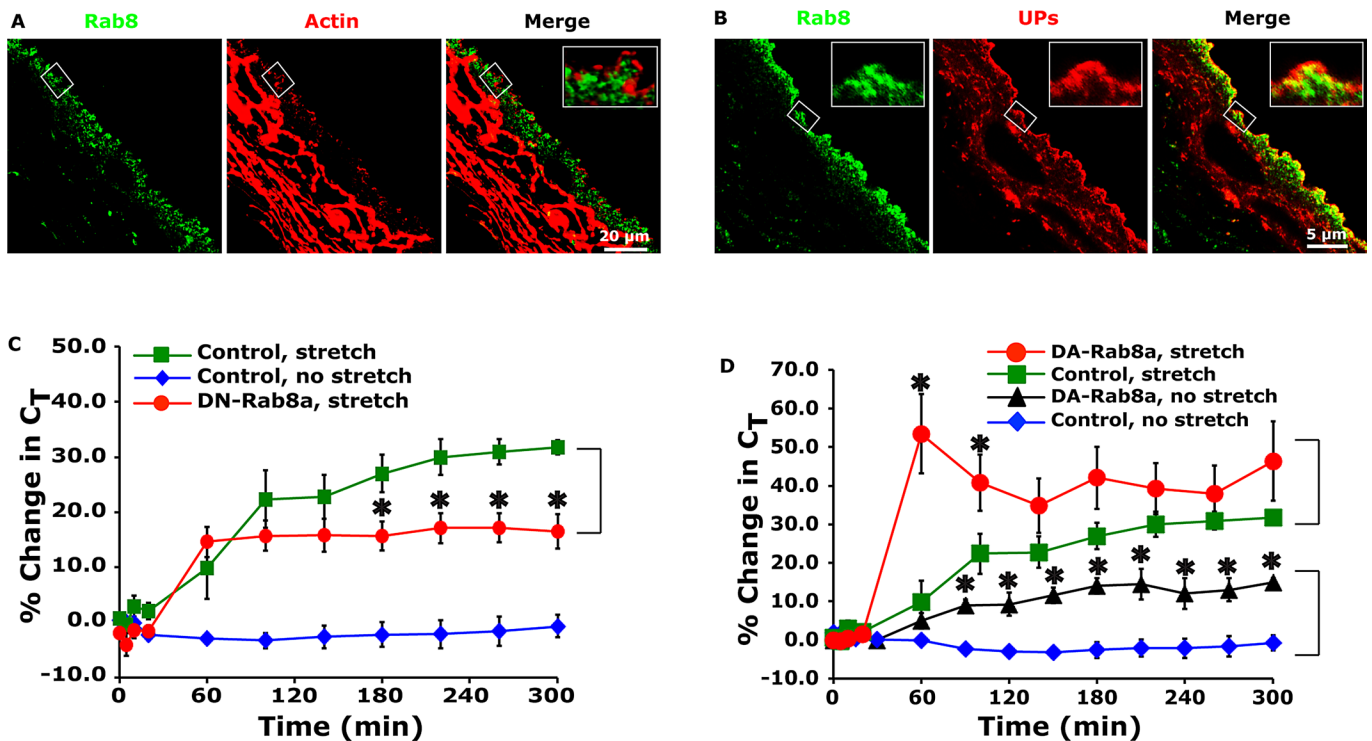 A
Rab8 Actin Merge
20 µm
B
Rab8 UPs Merge
5 µm
C
Control, stretch
Control, no stretch
DN-Rab8a, stretch
% Change in CT
50.0
40.0
30.0
20.0
10.0
0.0
-10.0
* * * *
0 60 120 180 240 300
Time (min)
D
DA-Rab8a, stretch
Control, stretch
DA-Rab8a, no stretch
Control, no stretch
% Change in CT
70.0
60.0
50.0
40.0
30.0
20.0
10.0
0.0
-10.0
*
*
* * * * * * * *
0 60 120 180 240 300
Time (min)